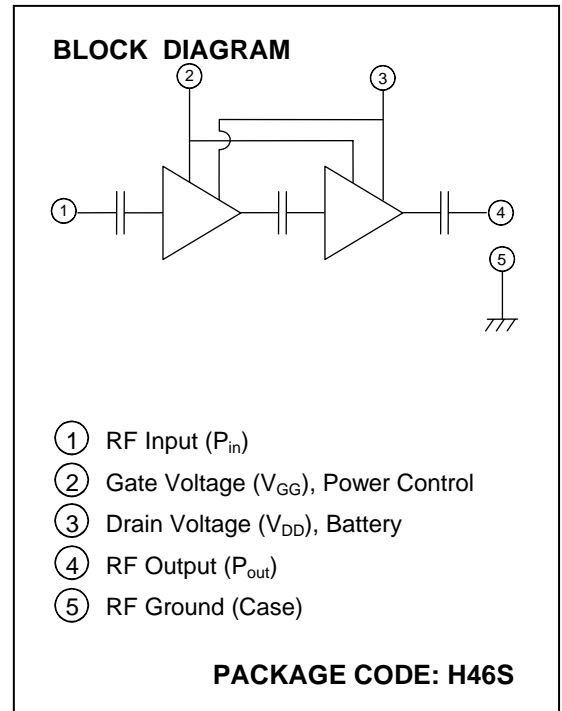 BLOCK DIAGRAM
2 3
1 4
5
1 RF Input (Pin)
2 Gate Voltage (VGG), Power Control
3 Drain Voltage (VDD), Battery
4 RF Output (Pout)
5 RF Ground (Case)
PACKAGE CODE: H46S